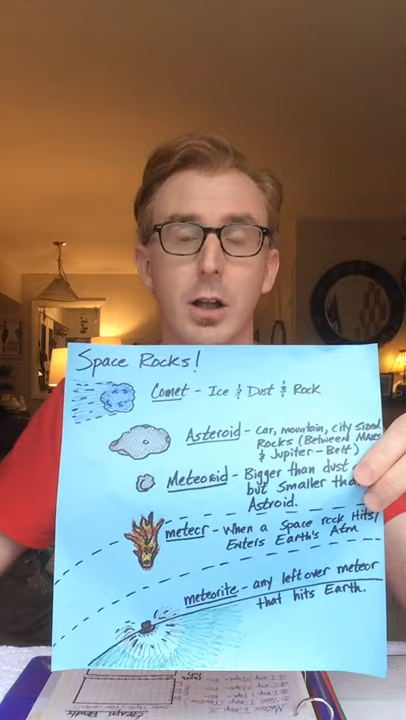 Space Rocks!
Comet - Ice & Dust & Rock
Asteroid - Car, mountain, city sized
Rocks (Between Mars
& Jupiter - Belt)
Meteoroid - Bigger than dust
but smaller than
Astroid.
meteor - When a Space rock Hits/
Enters Earth's Atm
meteorite - any left over meteor
that hits Earth.